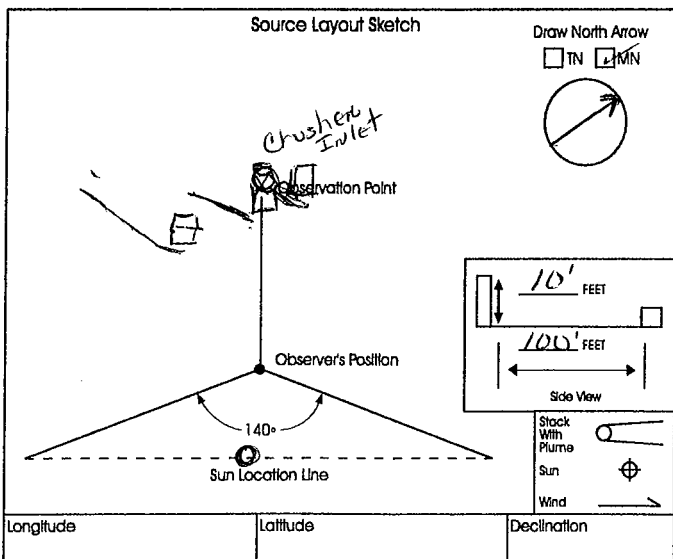 Source Layout Sketch
Draw North Arrow
TN MN
Crusher
Inlet
Observation Point
10' FEET
100' FEET
Side View
Observer's Position
140°
Sun Location Line
Stack
With
Plume
Sun
Wind
Longitude
Latitude
Declination